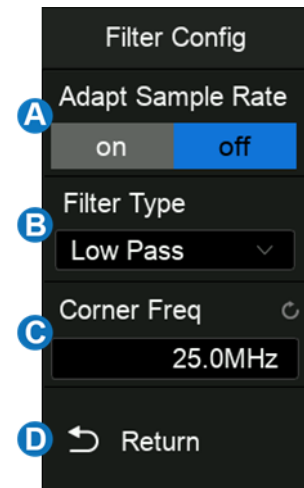 Filter Config
Adapt Sample Rate
A
on off
Filter Type
B
Low Pass
Corner Freq
C
25.0MHz
D Return